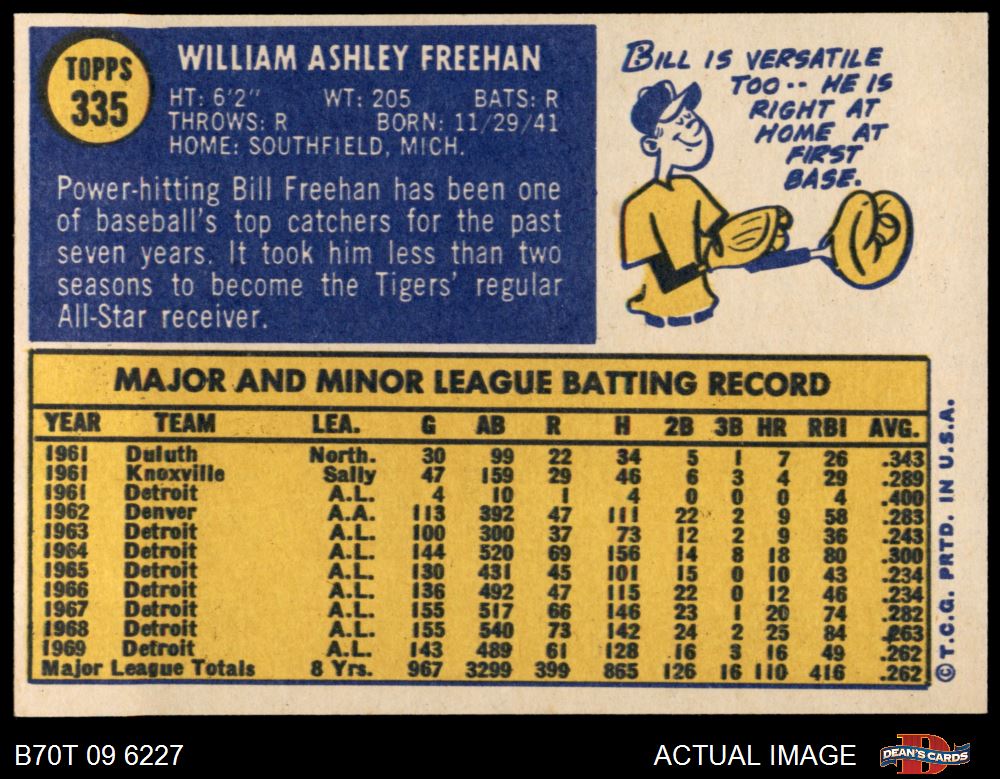 TOPPS
335
WILLIAM ASHLEY FREEHAN
HT: 6'2" WT: 205 BATS: R
THROWS: R BORN: 11/29/41
HOME: SOUTHFIELD, MICH.
Power-hitting Bill Freehan has been one
of baseball's top catchers for the past
seven years. It took him less than two
seasons to become the Tigers' regular
All-Star receiver.
BILL IS VERSATILE
TOO-- HE IS
RIGHT AT
HOME AT
FIRST
BASE.
MAJOR AND MINOR LEAGUE BATTING RECORD
YEAR TEAM LEA. G AB R H 2B 3B HR RBI AVG.
1961 Duluth North. 30 99 22 34 5 1 7 26 .343
1961 Knoxville Sally 47 159 29 46 6 3 4 29 .289
1961 Detroit A.L. 4 10 1 4 0 0 0 4 .400
1962 Denver A.A. 113 392 47 111 22 2 9 58 .283
1963 Detroit A.L. 100 300 37 73 12 2 9 36 .243
1964 Detroit A.L. 144 520 69 156 14 8 18 80 .300
1965 Detroit A.L. 130 431 45 101 15 0 10 43 .234
1966 Detroit A.L. 136 492 47 115 22 0 12 46 .234
1967 Detroit A.L. 155 517 66 146 23 1 20 74 .282
1968 Detroit A.L. 155 540 73 142 24 2 25 84 .263
1969 Detroit A.L. 143 489 61 128 16 3 16 49 .262
Major League Totals 8 Yrs. 967 3299 399 865 126 16 110 416 .262
© T.C.G. PRTD. IN U.S.A.
B70T 09 6227
ACTUAL IMAGE
DEAN'S CARDS